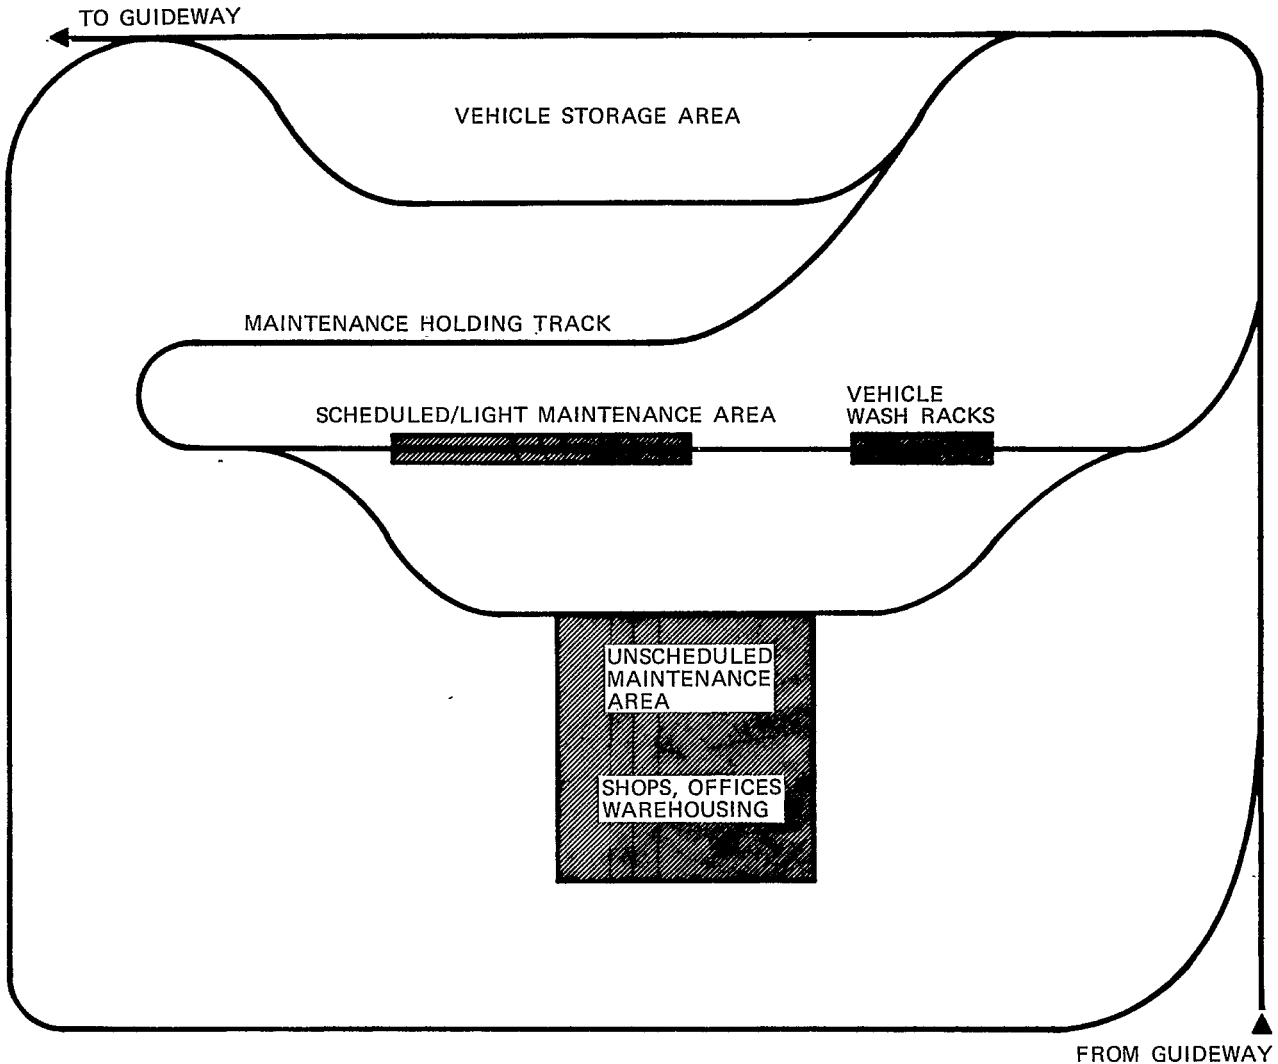 TO GUIDEWAY
VEHICLE STORAGE AREA
MAINTENANCE HOLDING TRACK
SCHEDULED/LIGHT MAINTENANCE AREA
VEHICLE
WASH RACKS
UNSCHEDULED
MAINTENANCE
AREA
SHOPS, OFFICES
WAREHOUSING
FROM GUIDEWAY